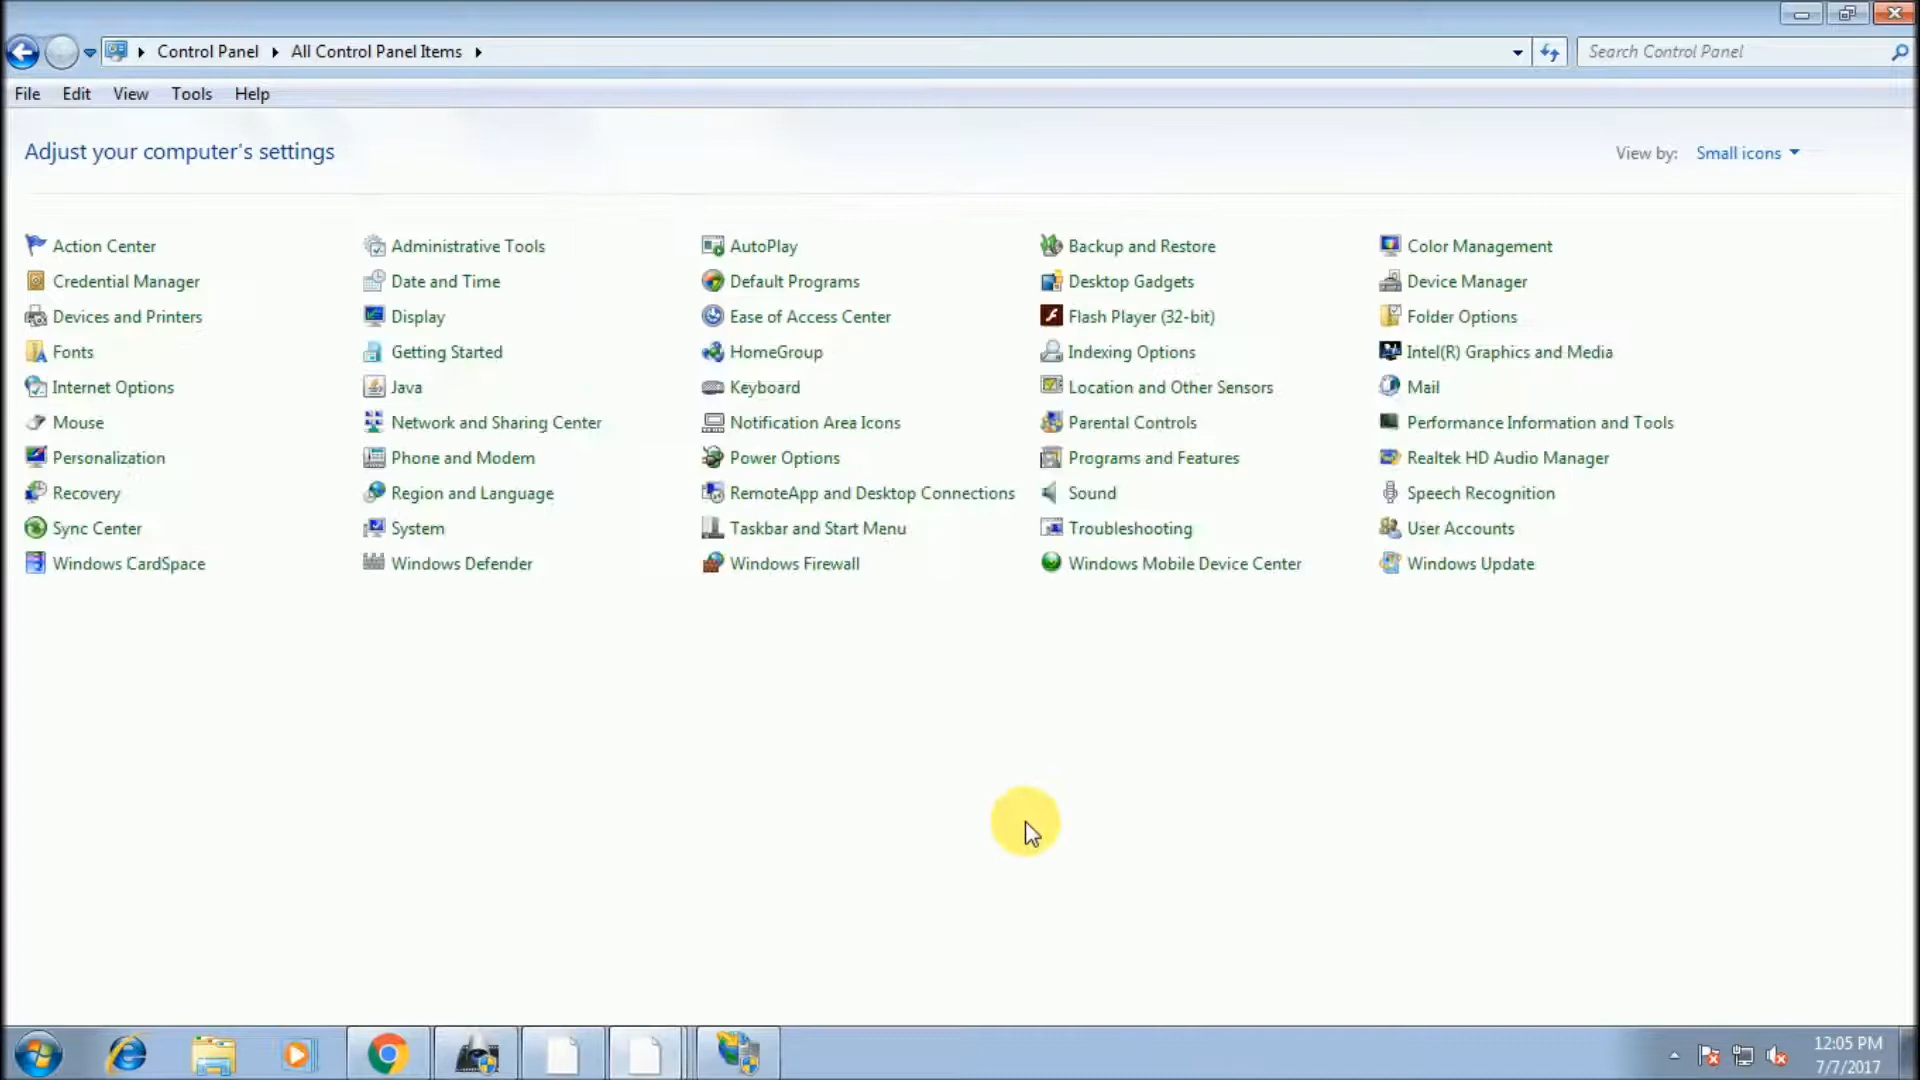 Control Panel All Control Panel Items Search Control Panel
File Edit View Tools Help
Adjust your computer's settings View by: Small icons
Action Center Administrative Tools AutoPlay Backup and Restore Color Management
Credential Manager Date and Time Default Programs Desktop Gadgets Device Manager
Devices and Printers Display Ease of Access Center Flash Player (32-bit) Folder Options
Fonts Getting Started HomeGroup Indexing Options Intel(R) Graphics and Media
Internet Options Java Keyboard Location and Other Sensors Mail
Mouse Network and Sharing Center Notification Area Icons Parental Controls Performance Information and Tools
Personalization Phone and Modem Power Options Programs and Features Realtek HD Audio Manager
Recovery Region and Language RemoteApp and Desktop Connections Sound Speech Recognition
Sync Center System Taskbar and Start Menu Troubleshooting User Accounts
Windows CardSpace Windows Defender Windows Firewall Windows Mobile Device Center Windows Update
12:05 PM
7/7/2017